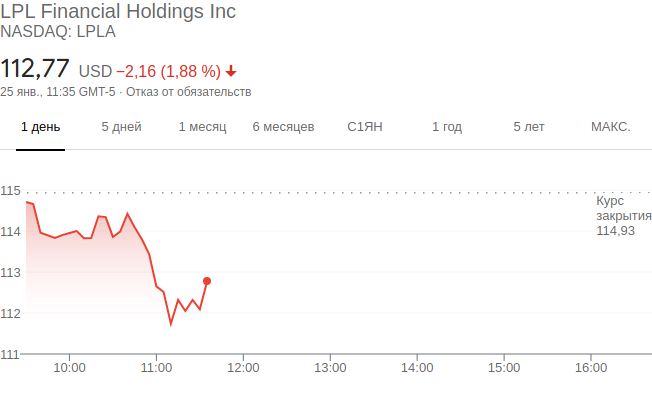 LPL Financial Holdings Inc
NASDAQ: LPLA
112,77 USD −2,16 (1,88 %)
25 янв., 11:35 GMT-5 · Отказ от обязательств
1 день 5 дней 1 месяц 6 месяцев С1ЯН 1 год 5 лет МАКС.
115
Курс
закрытия
114,93
114
113
112
111
10:00 11:00 12:00 13:00 14:00 15:00 16:00